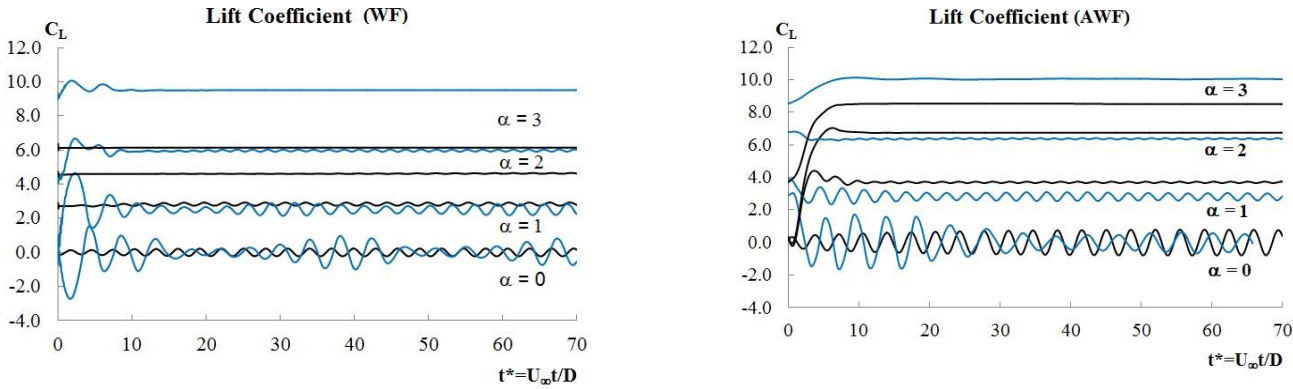 Lift Coefficient (WF)
C_L
12.0
10.0
8.0
6.0
4.0
2.0
0.0
-2.0
-4.0
α = 3
α = 2
α = 1
α = 0
0 10 20 30 40 50 60 70
t*=U∞t/D
Lift Coefficient (AWF)
C_L
12.0
10.0
8.0
6.0
4.0
2.0
0.0
-2.0
-4.0
α = 3
α = 2
α = 1
α = 0
0 10 20 30 40 50 60 70
t*=U∞t/D